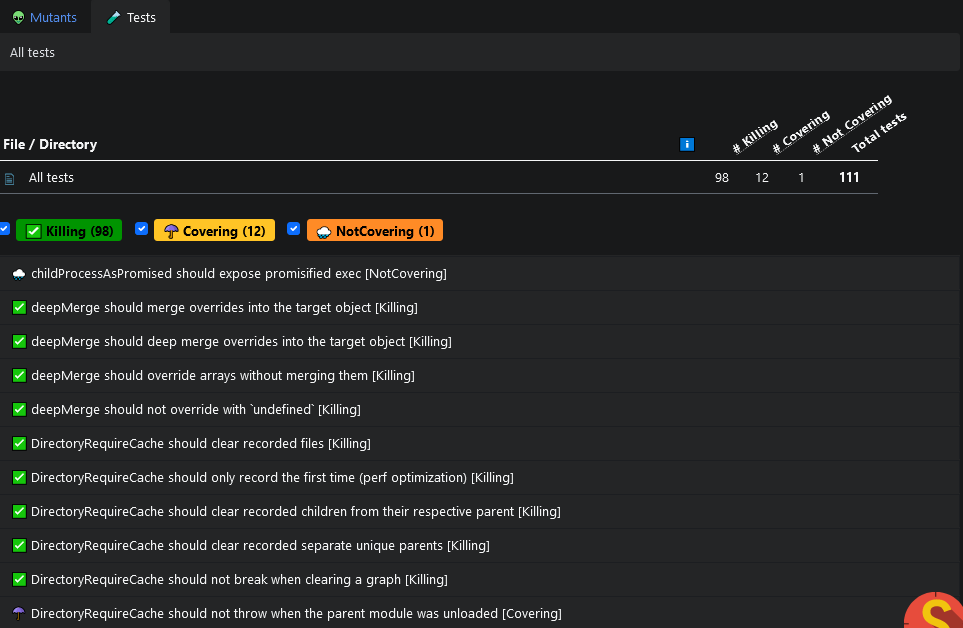 Mutants Tests
All tests
File / Directory # Killing # Covering # Not Covering Total tests
All tests 98 12 1 111
Killing (98) Covering (12) NotCovering (1)
childProcessAsPromised should expose promisified exec [NotCovering]
deepMerge should merge overrides into the target object [Killing]
deepMerge should deep merge overrides into the target object [Killing]
deepMerge should override arrays without merging them [Killing]
deepMerge should not override with `undefined` [Killing]
DirectoryRequireCache should clear recorded files [Killing]
DirectoryRequireCache should only record the first time (perf optimization) [Killing]
DirectoryRequireCache should clear recorded children from their respective parent [Killing]
DirectoryRequireCache should clear recorded separate unique parents [Killing]
DirectoryRequireCache should not break when clearing a graph [Killing]
DirectoryRequireCache should not throw when the parent module was unloaded [Covering]
S